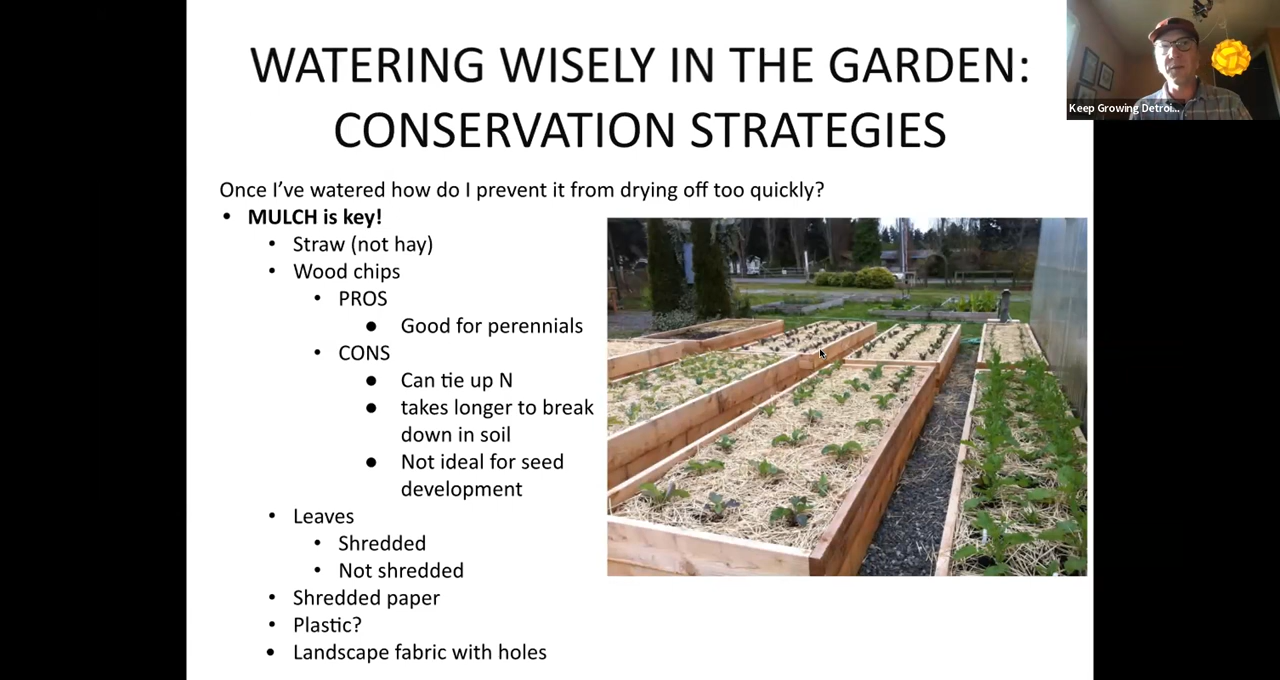 WATERING WISELY IN THE GARDEN:
CONSERVATION STRATEGIES
Keep Growing Detroi...
Once I've watered how do I prevent it from drying off too quickly?
• MULCH is key!
• Straw (not hay)
• Wood chips
• PROS
● Good for perennials
• CONS
● Can tie up N
● takes longer to break
down in soil
● Not ideal for seed
development
• Leaves
• Shredded
• Not shredded
• Shredded paper
• Plastic?
• Landscape fabric with holes